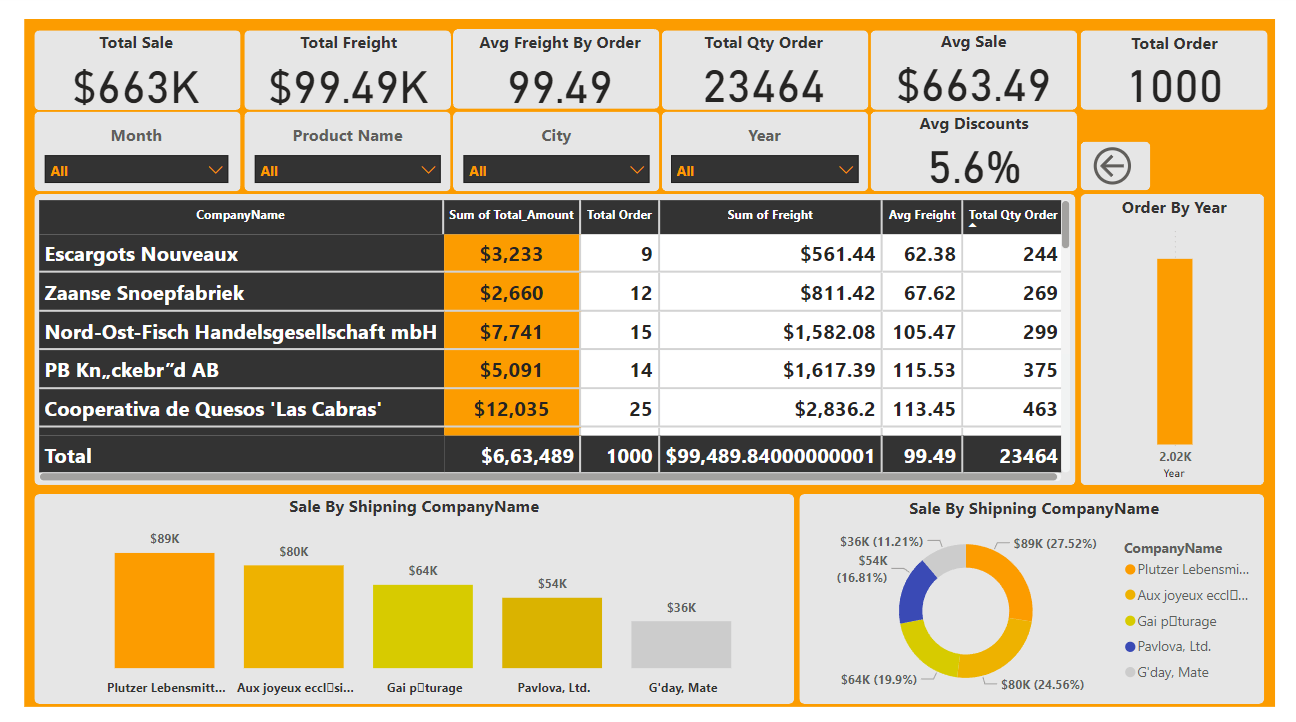 Total Sale
$663K
Total Freight
$99.49K
Avg Freight By Order
99.49
Total Qty Order
23464
Avg Sale
$663.49
Total Order
1000
Month
All
Product Name
All
City
All
Year
All
Avg Discounts
5.6%
CompanyName Sum of Total_Amount Total Order Sum of Freight Avg Freight Total Qty Order
Escargots Nouveaux $3,233 9 $561.44 62.38 244
Zaanse Snoepfabriek $2,660 12 $811.42 67.62 269
Nord-Ost-Fisch Handelsgesellschaft mbH $7,741 15 $1,582.08 105.47 299
PB Kn„ckebr”d AB $5,091 14 $1,617.39 115.53 375
Cooperativa de Quesos 'Las Cabras' $12,035 25 $2,836.2 113.45 463
Total $6,63,489 1000 $99,489.84000000001 99.49 23464
Order By Year
2.02K
Year
Sale By Shipning CompanyName
$89K
$80K
$64K
$54K
$36K
Plutzer Lebensmitt... Aux joyeux eccl▯si... Gai p▯turage Pavlova, Ltd. G'day, Mate
Sale By Shipning CompanyName
$36K (11.21%)
$54K
(16.81%)
$64K (19.9%)
$89K (27.52%)
$80K (24.56%)
CompanyName
Plutzer Lebensmi...
Aux joyeux eccl▯...
Gai p▯turage
Pavlova, Ltd.
G'day, Mate